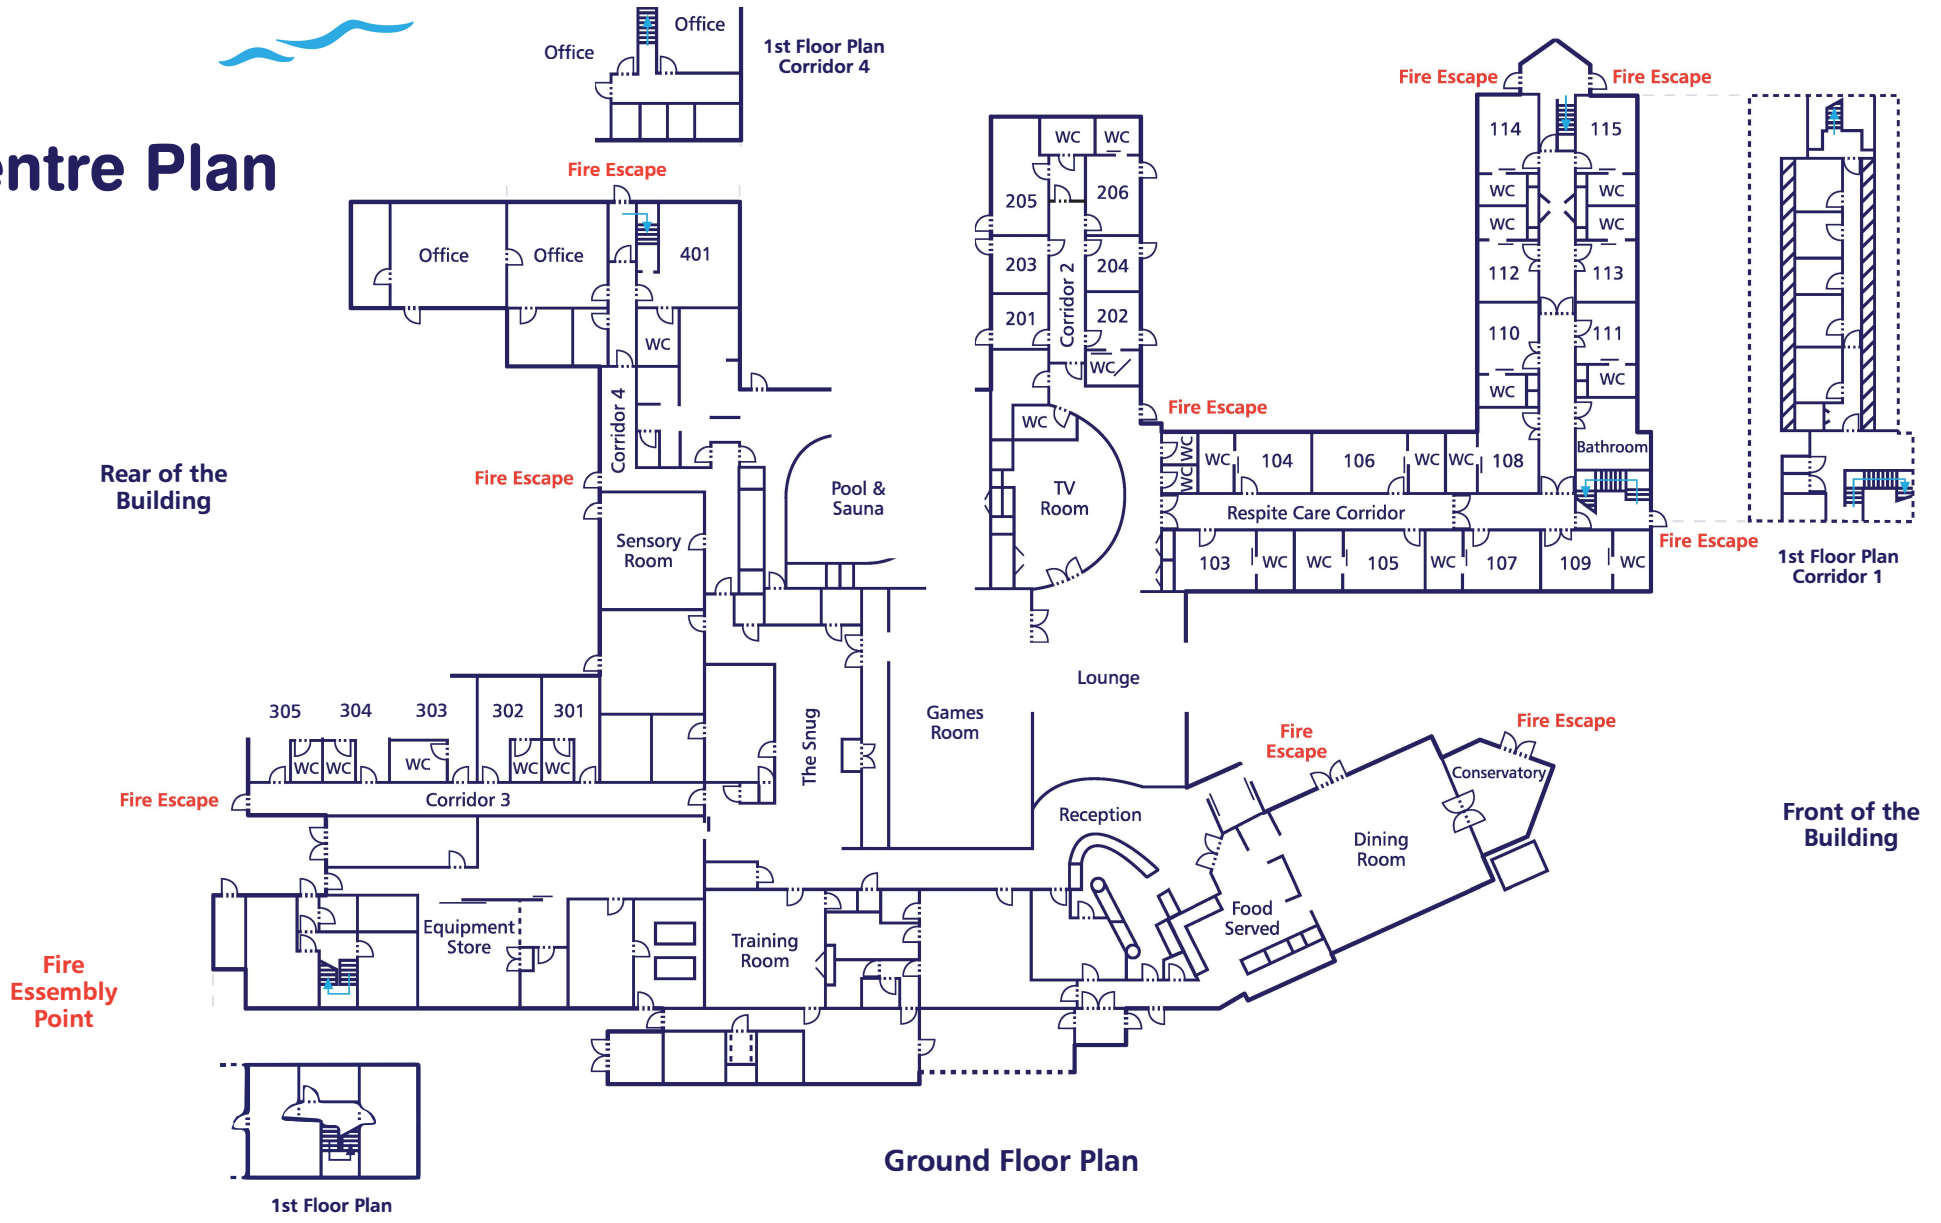 entre Plan
Office
Office
1st Floor Plan
Corridor 4
Fire Escape
Office
Office
401
WC
Corridor 4
Rear of the
Building
Fire Escape
Sensory
Room
Pool &
Sauna
WC
WC
205
206
203
204
201
202
Corridor 2
WC
WC
TV
Room
Fire Escape
Fire Escape
Fire Escape
114
115
WC
WC
WC
WC
112
113
110
111
WC
WC
Bathroom
WC
WC
WC
104
106
WC
WC
108
Respite Care Corridor
103
WC
WC
105
WC
107
109
WC
Fire Escape
1st Floor Plan
Corridor 1
Lounge
Games
Room
The Snug
305
304
303
302
301
WC
WC
WC
WC
WC
Fire Escape
Corridor 3
Fire
Escape
Fire Escape
Conservatory
Reception
Dining
Room
Front of the
Building
Food
Served
Equipment
Store
Training
Room
Fire
Essembly
Point
Ground Floor Plan
1st Floor Plan